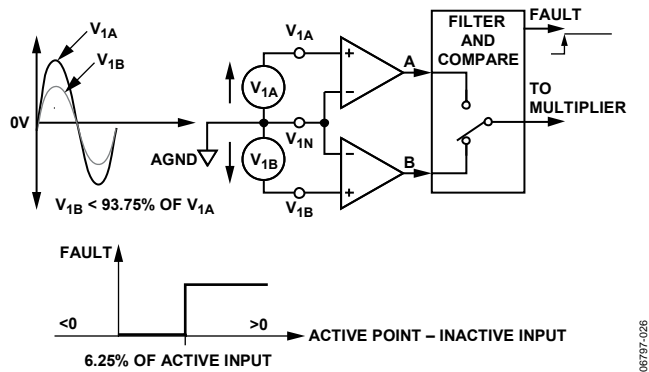 V1A
V1B
0V
V1B < 93.75% OF V1A
AGND
V1A
V1A
V1N
V1B
V1B
+
–
–
+
A
B
FILTER
AND
COMPARE
FAULT
TO
MULTIPLIER
FAULT
<0
>0
6.25% OF ACTIVE INPUT
ACTIVE POINT – INACTIVE INPUT
06797-026